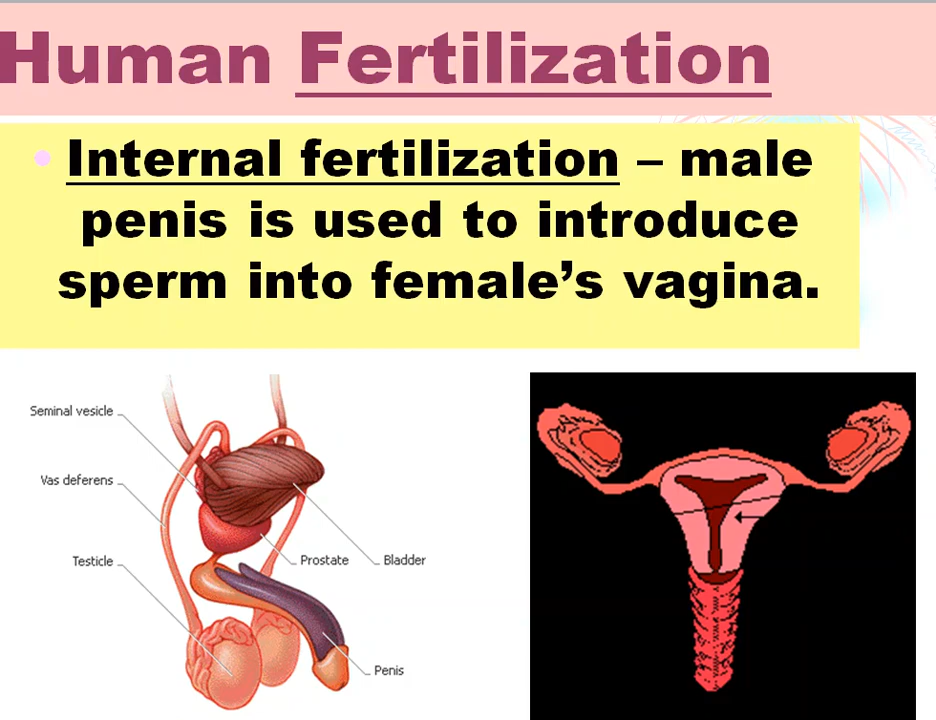 Human Fertilization
• Internal fertilization – male
penis is used to introduce
sperm into female’s vagina.
Seminal vesicle
Vas deferens
Testicle
Prostate
Bladder
Penis